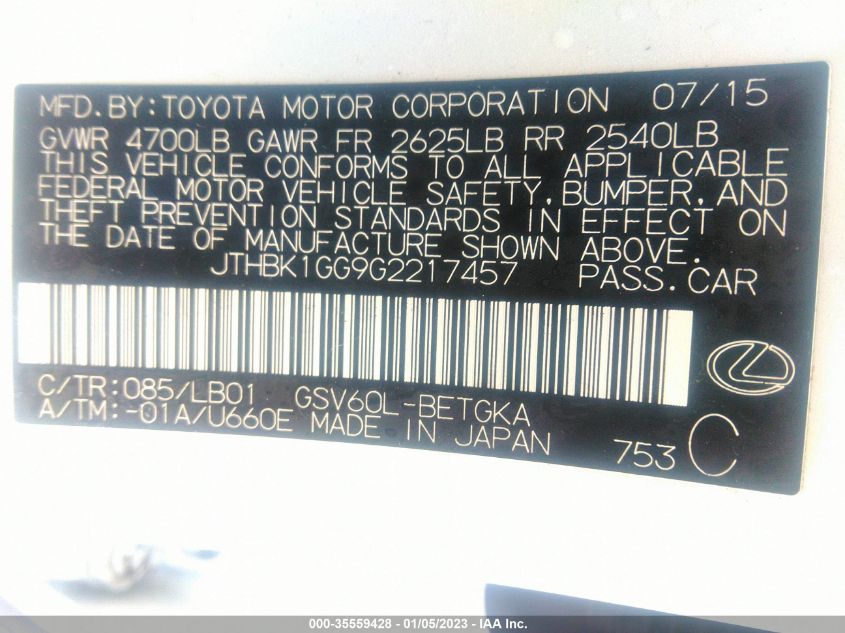 MFD.BY:TOYOTA MOTOR CORPORATION 07/15
GVWR 4700LB GAWR FR 2625LB RR 2540LB
THIS VEHICLE CONFORMS TO ALL APPLICABLE
FEDERAL MOTOR VEHICLE SAFETY,BUMPER,AND
THEFT PREVENTION STANDARDS IN EFFECT ON
THE DATE OF MANUFACTURE SHOWN ABOVE.
JTHBK1GG9G2217457 PASS.CAR
C/TR:085/LB01 GSV60L-BETGKA
A/TM:-01A/U660E MADE IN JAPAN
753 C
000-35559428 - 01/05/2023 - IAA Inc.